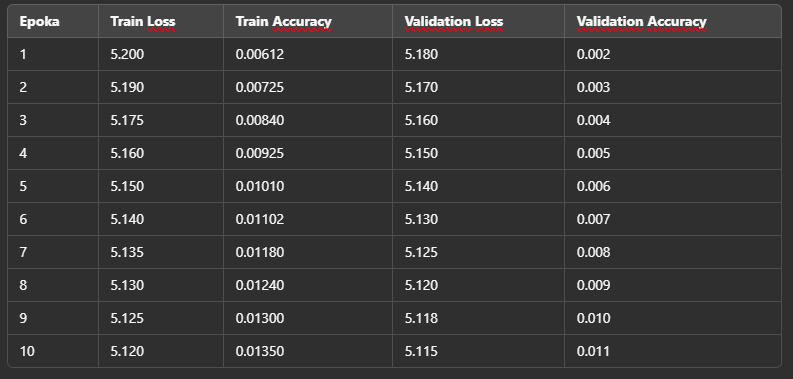 Epoka Train Loss Train Accuracy Validation Loss Validation Accuracy
1 5.200 0.00612 5.180 0.002
2 5.190 0.00725 5.170 0.003
3 5.175 0.00840 5.160 0.004
4 5.160 0.00925 5.150 0.005
5 5.150 0.01010 5.140 0.006
6 5.140 0.01102 5.130 0.007
7 5.135 0.01180 5.125 0.008
8 5.130 0.01240 5.120 0.009
9 5.125 0.01300 5.118 0.010
10 5.120 0.01350 5.115 0.011